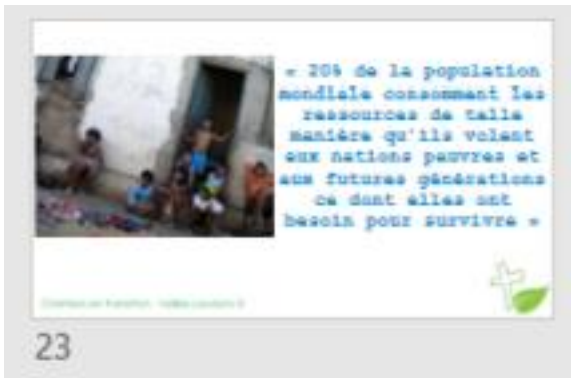 « 20% de la population
mondiale consomment les
ressources de telle
manière qu'ils volent
aux nations pauvres et
aux futures générations
ce dont elles ont
besoin pour survivre »
23